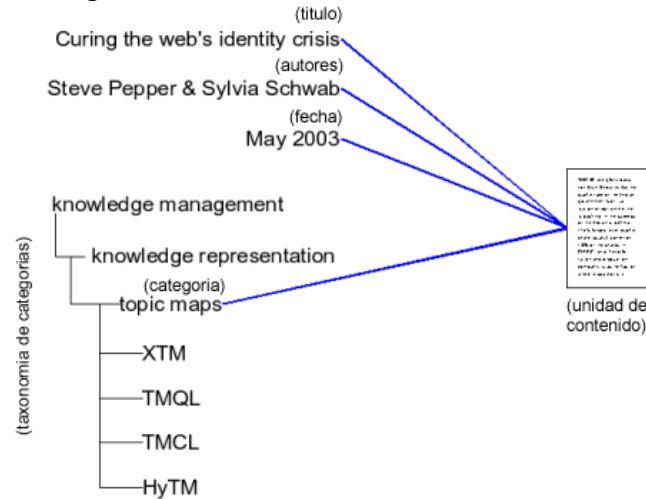 (titulo)
Curing the web's identity crisis
(autores)
Steve Pepper & Sylvia Schwab
(fecha)
May 2003
knowledge management
knowledge representation
(categoria)
topic maps
XTM
TMQL
TMCL
HyTM
(taxonomia de categorias)
(unidad de
contenido)